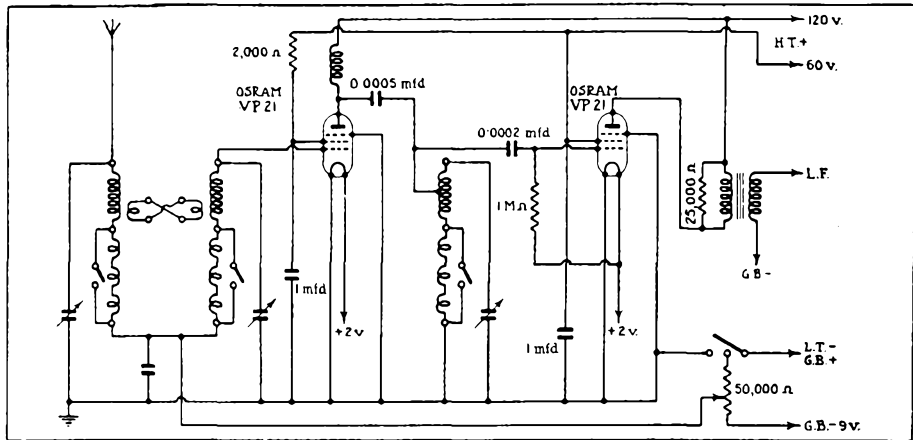 120 v.
H.T.+
60 v.
2,000 Ω
0·0005 mfd
OSRAM
VP 21
OSRAM
VP 21
0·0002 mfd
1 MΩ
25,000 Ω
L.F.
G.B-
1 mfd
+2 v.
1 mfd
+2 v.
L.T.-
G.B.+
50,000 Ω
G.B.-9v.